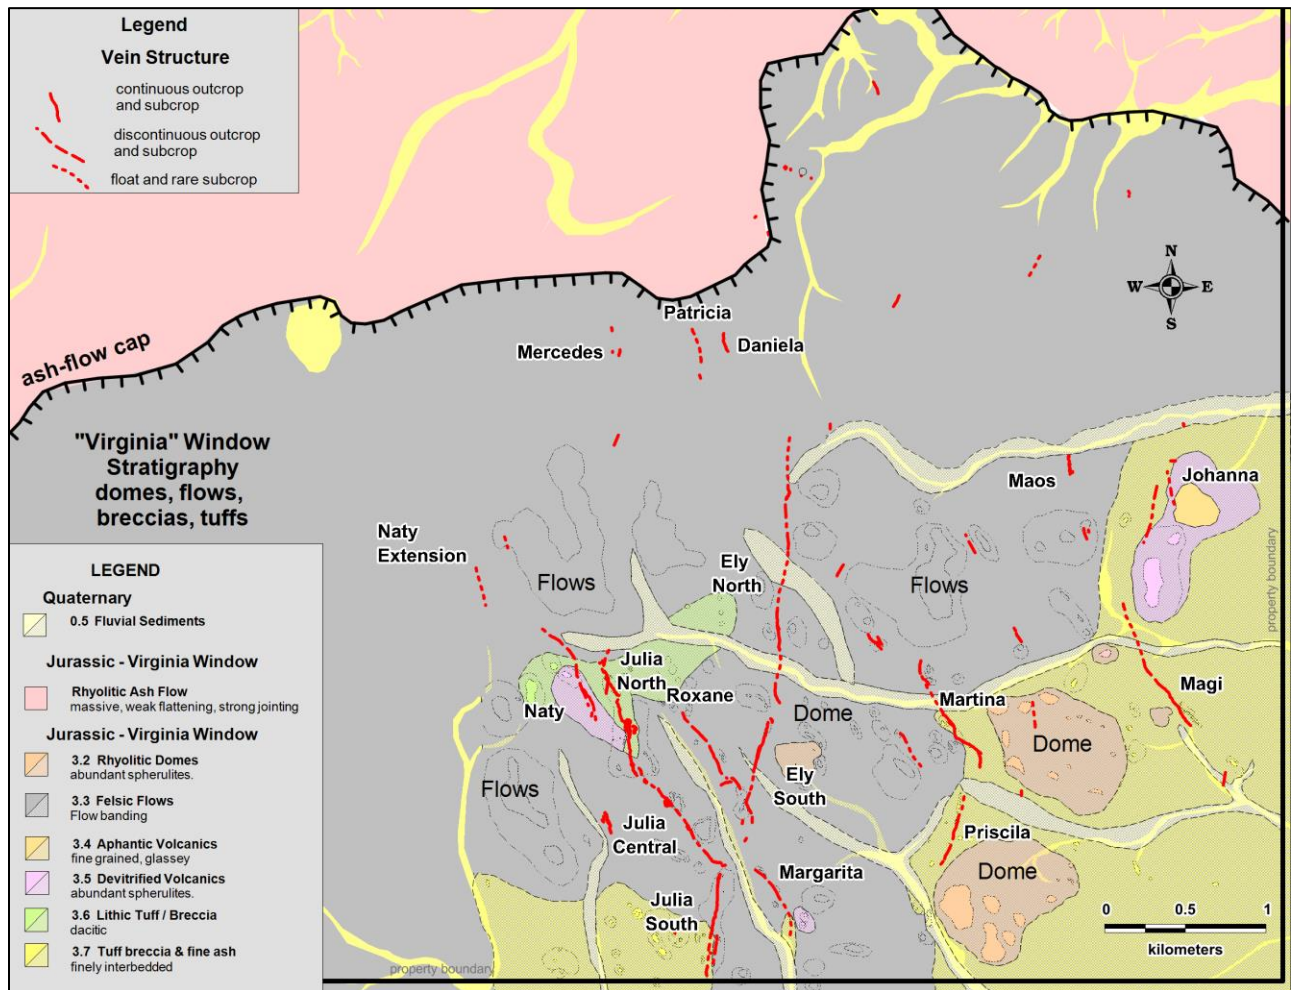 Legend
Vein Structure
continuous outcrop
and subcrop
discontinuous outcrop
and subcrop
float and rare subcrop
N
W
E
S
ash-flow cap
Patricia
Mercedes
Daniela
"Virginia" Window
Stratigraphy
domes, flows,
breccias, tuffs
Maos
Johanna
Naty
Extension
Flows
Ely
North
Flows
property boundary
Julia
North
Roxane
Naty
Dome
Martina
Magi
Dome
Flows
Ely
South
Julia
Central
Priscila
Margarita
Dome
Julia
South
0
0.5
1
kilometers
property boundary
LEGEND
Quaternary
0.5 Fluvial Sediments
Jurassic - Virginia Window
Rhyolitic Ash Flow
massive, weak flattening, strong jointing
Jurassic - Virginia Window
3.2 Rhyolitic Domes
abundant spherulites.
3.3 Felsic Flows
Flow banding
3.4 Aphantic Volcanics
fine grained, glassey
3.5 Devitrified Volcanics
abundant spherulites.
3.6 Lithic Tuff / Breccia
dacitic
3.7 Tuff breccia & fine ash
finely interbedded